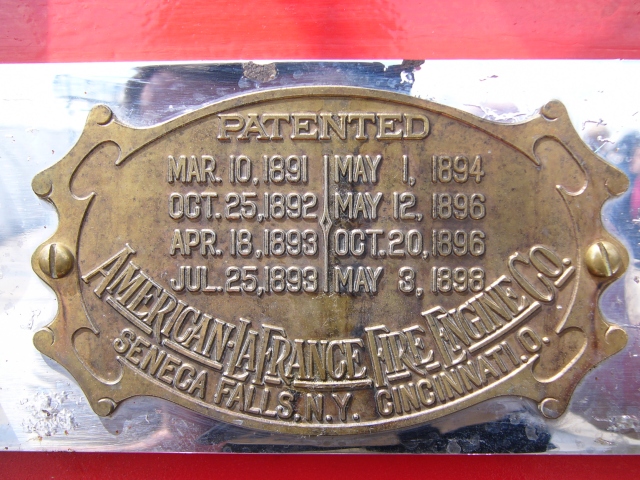 PATENTED
MAR. 10, 1891 MAY 1, 1894
OCT. 25, 1892 MAY 12, 1896
APR. 18, 1893 OCT. 20, 1896
JUL. 25, 1893 MAY 3, 1898
AMERICAN-LAFRANCE FIRE ENGINE CO.
SENECA FALLS. N.Y. CINCINNATI. O.